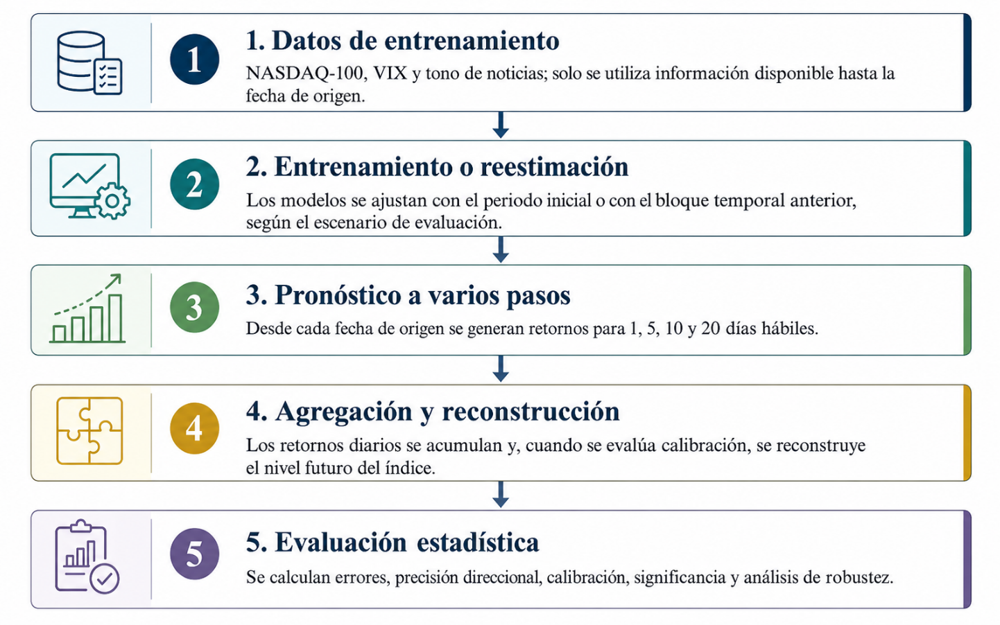 1
1. Datos de entrenamiento
NASDAQ-100, VIX y tono de noticias; solo se utiliza información disponible hasta la
fecha de origen.
2
2. Entrenamiento o reestimación
Los modelos se ajustan con el periodo inicial o con el bloque temporal anterior,
según el escenario de evaluación.
3
3. Pronóstico a varios pasos
Desde cada fecha de origen se generan retornos para 1, 5, 10 y 20 días hábiles.
4
4. Agregación y reconstrucción
Los retornos diarios se acumulan y, cuando se evalúa calibración, se reconstruye
el nivel futuro del índice.
5
5. Evaluación estadística
Se calculan errores, precisión direccional, calibración, significancia y análisis de robustez.